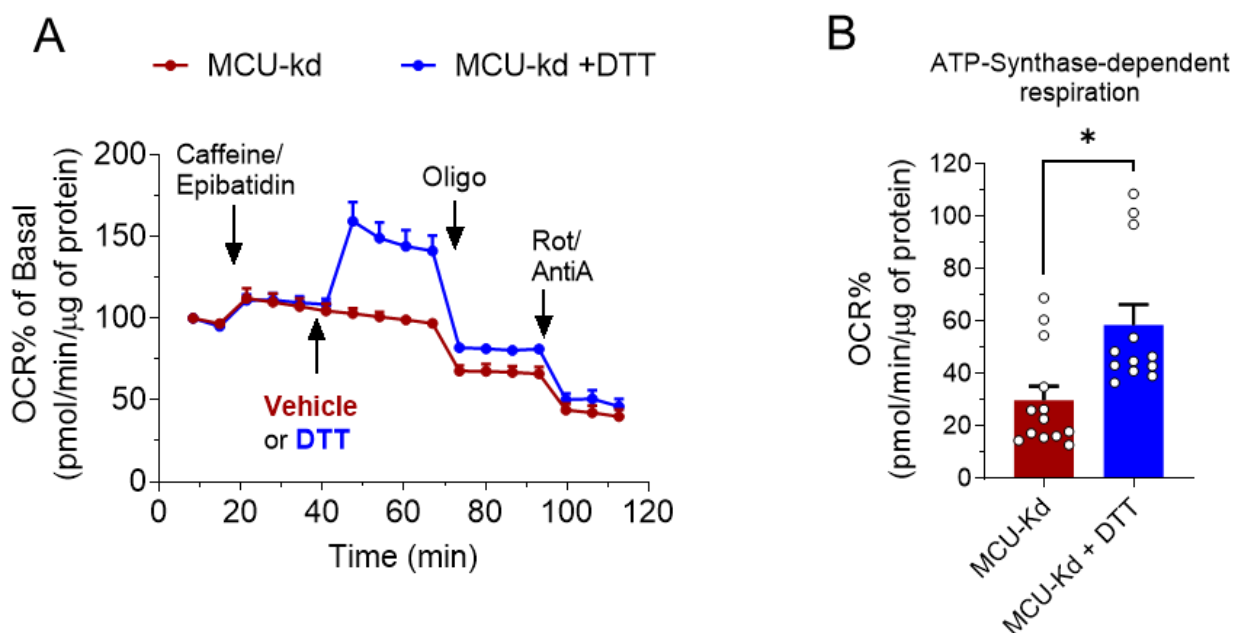 A
MCU-kd
MCU-kd +DTT
OCR% of Basal
(pmol/min/µg of protein)
200
150
100
50
0
Caffeine/
Epibatidin
Oligo
Rot/
AntiA
Vehicle
or DTT
0 20 40 60 80 100 120
Time (min)
B
ATP-Synthase-dependent
respiration
*
OCR%
(pmol/min/µg of protein)
120
100
80
60
40
20
0
MCU-Kd
MCU-Kd + DTT